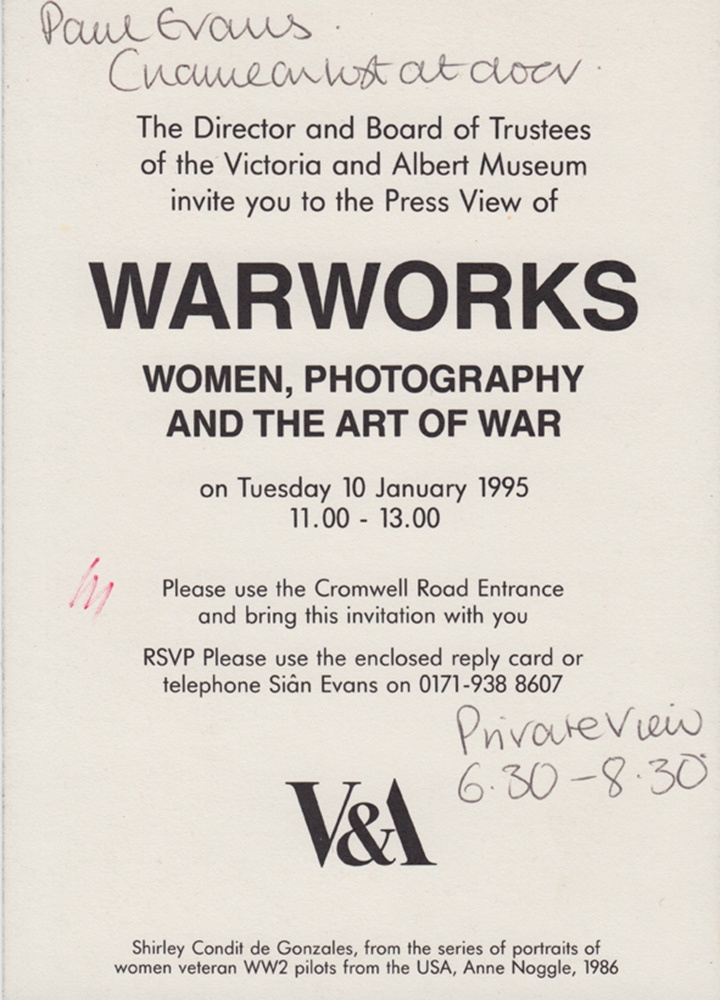 Paul Evans.
(name on list at door.
The Director and Board of Trustees
of the Victoria and Albert Museum
invite you to the Press View of
WARWORKS
WOMEN, PHOTOGRAPHY
AND THE ART OF WAR
on Tuesday 10 January 1995
11.00 - 13.00
Please use the Cromwell Road Entrance
and bring this invitation with you
RSVP Please use the enclosed reply card or
telephone Siân Evans on 0171-938 8607
Private View
6.30 - 8.30
V&A
Shirley Condit de Gonzales, from the series of portraits of
women veteran WW2 pilots from the USA, Anne Noggle, 1986